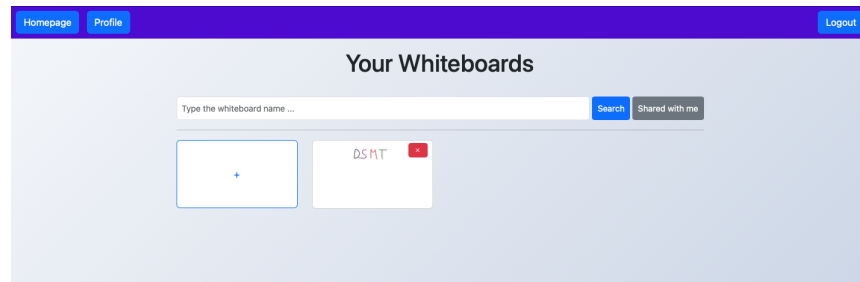 Homepage Profile Logout
Your Whiteboards
Type the whiteboard name ... Search Shared with me
+ DSMT ×